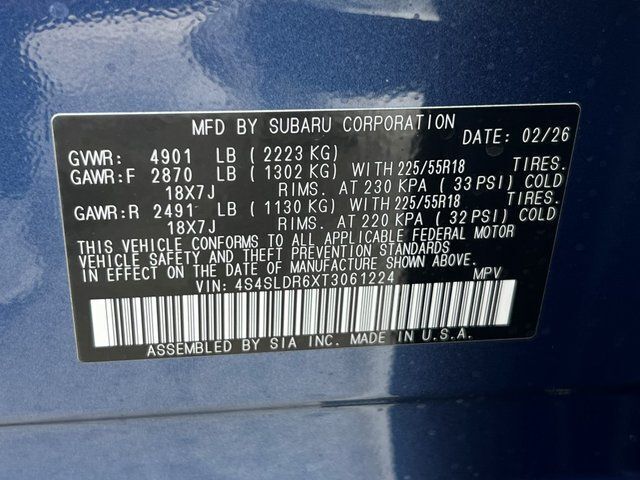 MFD BY SUBARU CORPORATION
DATE: 02/26
GVWR: 4901 LB (2223 KG)
GAWR:F 2870 LB (1302 KG) WITH 225/55R18 TIRES.
18X7J RIMS. AT 230 KPA (33 PSI) COLD
GAWR:R 2491 LB (1130 KG) WITH 225/55R18 TIRES.
18X7J RIMS. AT 220 KPA (32 PSI) COLD
THIS VEHICLE CONFORMS TO ALL APPLICABLE FEDERAL MOTOR
VEHICLE SAFETY AND THEFT PREVENTION STANDARDS
IN EFFECT ON THE DATE OF MANUFACTURE SHOWN ABOVE.
VIN: 4S4SLDR6XT3061224 MPV
ASSEMBLED BY SIA INC. MADE IN U.S.A.